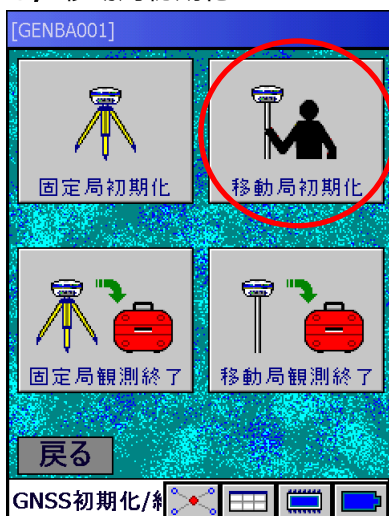 [GENBA001]
固定局初期化
移動局初期化
固定局観測終了
移動局観測終了
戻る
GNSS初期化/